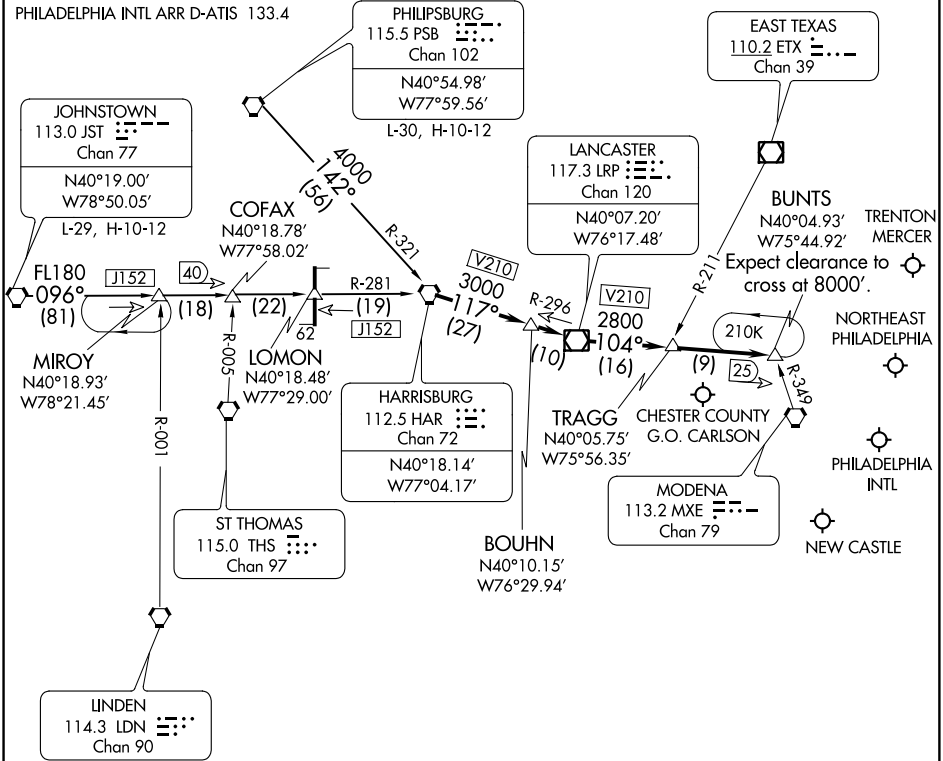 PHILADELPHIA INTL ARR D-ATIS 133.4
PHILIPSBURG
115.5 PSB
Chan 102
N40°54.98'
W77°59.56'
L-30, H-10-12
EAST TEXAS
110.2 ETX
Chan 39
JOHNSTOWN
113.0 JST
Chan 77
N40°19.00'
W78°50.05'
L-29, H-10-12
4000
142°
(56)
R-321
LANCASTER
117.3 LRP
Chan 120
N40°07.20'
W76°17.48'
COFAX
N40°18.78'
W77°58.02'
BUNTS
N40°04.93'
W75°44.92'
Expect clearance to
cross at 8000'.
TRENTON
MERCER
FL180
096°
(81)
J152
40
(18)
(22)
R-281
(19)
J152
62
V210
3000
117°
(27)
R-296
(10)
V210
2800
104°
(16)
R-211
210K
(9)
25
R-349
NORTHEAST
PHILADELPHIA
MIROY
N40°18.93'
W78°21.45'
R-005
LOMON
N40°18.48'
W77°29.00'
HARRISBURG
112.5 HAR
Chan 72
N40°18.14'
W77°04.17'
TRAGG
N40°05.75'
W75°56.35'
CHESTER COUNTY
G.O. CARLSON
PHILADELPHIA
INTL
R-001
ST THOMAS
115.0 THS
Chan 97
BOUHN
N40°10.15'
W76°29.94'
MODENA
113.2 MXE
Chan 79
NEW CASTLE
LINDEN
114.3 LDN
Chan 90